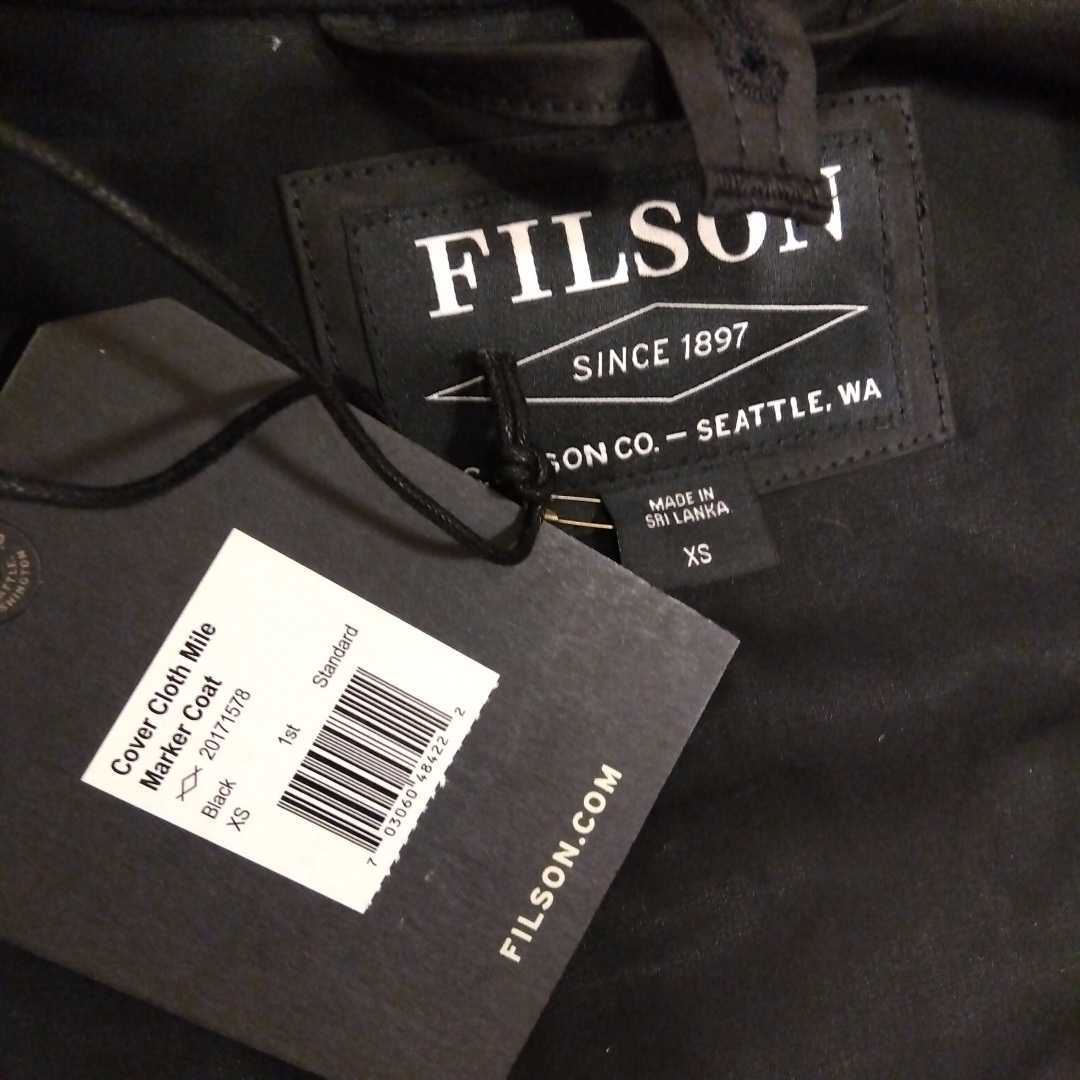 FILSON
SINCE 1897
CO. – SEATTLE, WA
MADE IN
SRI LANKA
XS
Cover Cloth Mile
Marker Coat
20171578
Black
XS
1st
Standard
7 03060 48422 2
FILSON.COM